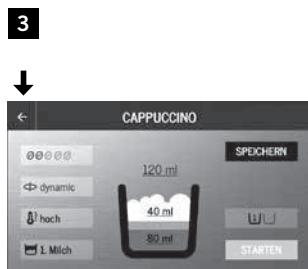 3
CAPPUCCINO
SPEICHERN
120 ml
dynamic
hoch
40 ml
80 ml
1. Milch
STARTEN